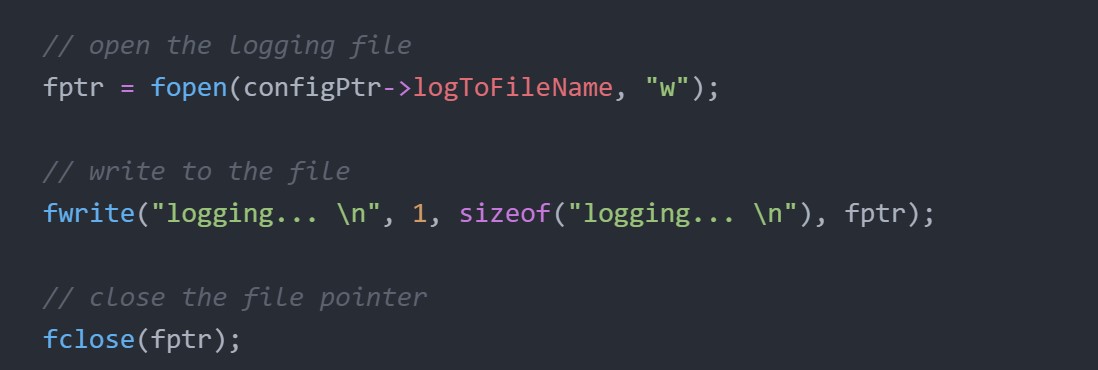 // open the logging file
fptr = fopen(configPtr->logToFileName, "w");
// write to the file
fwrite("logging... \n", 1, sizeof("logging... \n"), fptr);
// close the file pointer
fclose(fptr);